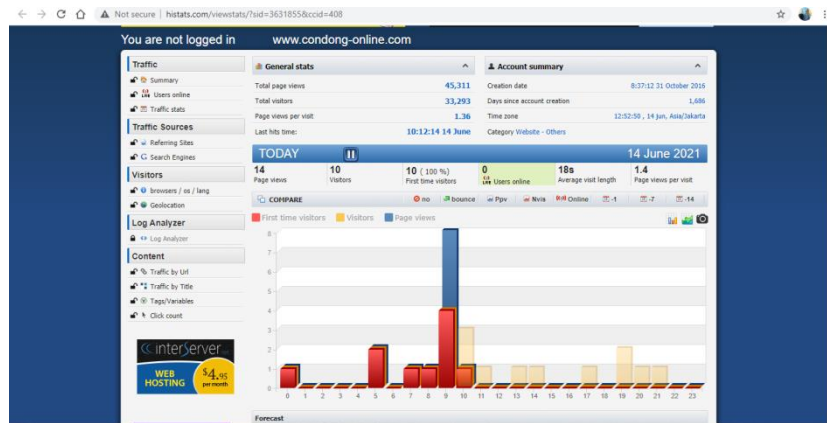 Not secure | histats.com/viewstats/?sid=3631855&ccid=408
You are not logged in www.condong-online.com
Traffic
Summary
Users online
Traffic stats
Traffic Sources
Referring Sites
Search Engines
Visitors
browsers / os / lang
Geolocation
Log Analyzer
Log Analyzer
Content
Traffic by Url
Traffic by Title
Tags/Variables
Click count
interServer
WEB HOSTING $4.95 per month
General stats
Total page views 45,311
Total visitors 33,293
Page views per visit 1.36
Last hits time: 10:12:14 14 June
Account summary
Creation date 8:37:12 31 October 2016
Days since account creation 1,686
Time zone 12:52:50 , 14 jun, Asia/Jakarta
Category Website - Others
TODAY 14 June 2021
14 10 10 ( 100 %) 0 18s 1.4
Page views Visitors First time visitors LIVE Users online Average visit length Page views per visit
COMPARE no bounce Ppv Nvis Online -1 -7 -14
First time visitors Visitors Page views
8
7
6
5
4
3
2
1
0
0 1 2 3 4 5 6 7 8 9 10 11 12 13 14 15 16 17 18 19 20 21 22 23
Forecast